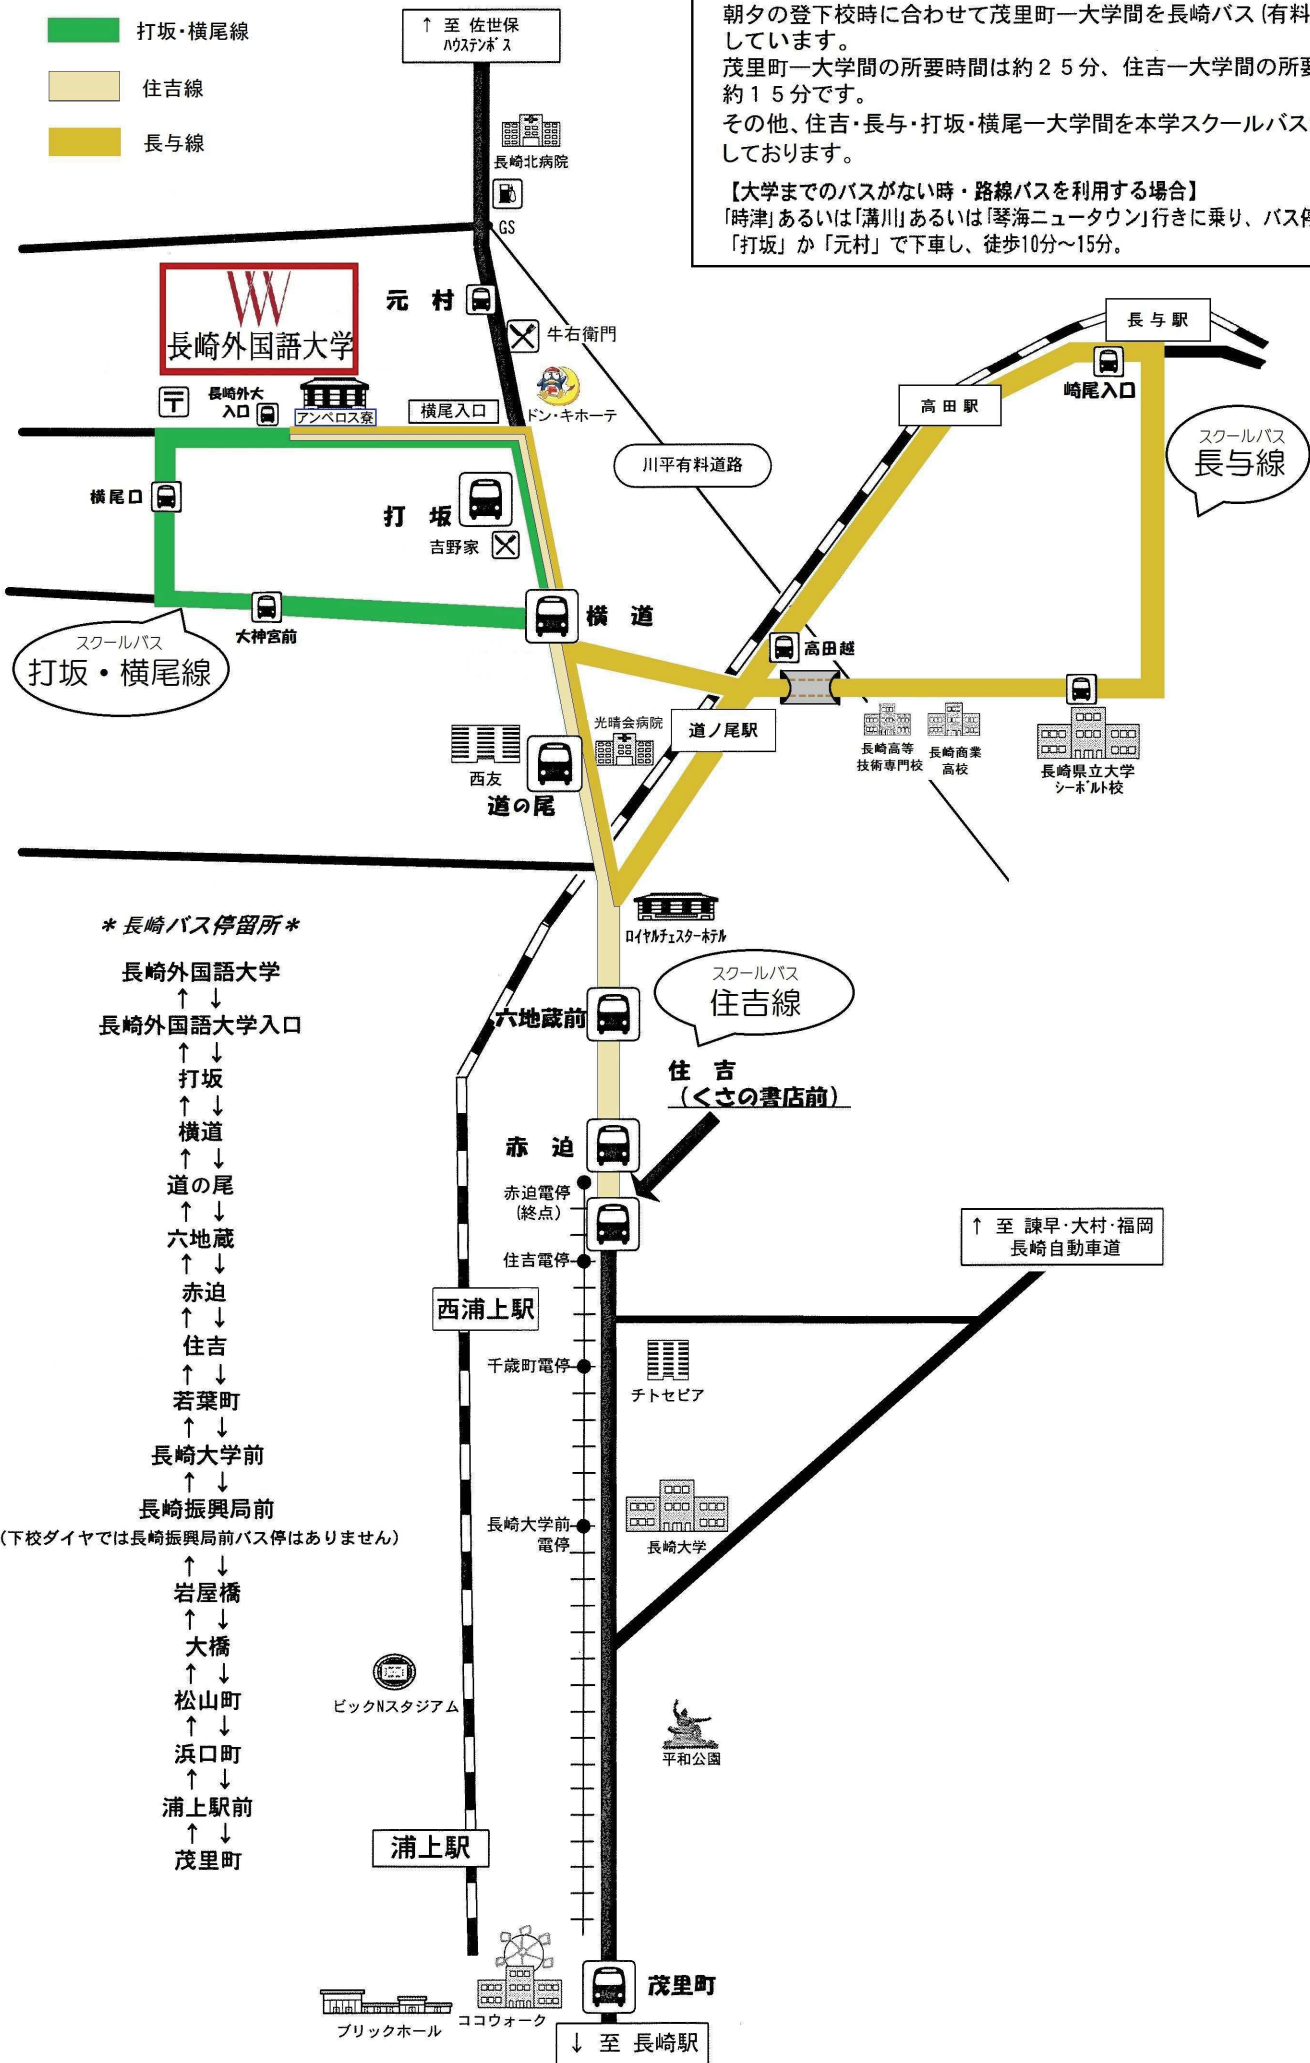 打坂・横尾線
住吉線
長与線
↑ 至 佐世保
ハウステンボス
朝夕の登下校時に合わせて茂里町ー大学間を長崎バス(有料
しています。
茂里町ー大学間の所要時間は約25分、住吉ー大学間の所要
約15分です。
その他、住吉・長与・打坂・横尾ー大学間を本学スクールバス
しております。
【大学までのバスがない時・路線バスを利用する場合】
「時津」あるいは「溝川」あるいは「琴海ニュータウン」行きに乗り、バス停
「打坂」か「元村」で下車し、徒歩10分～15分。
長崎北病院
GS
元 村
長崎外国語大学
牛右衛門
ドン・キホーテ
長崎外大
入口
アンペロス寮
横尾入口
長与駅
崎尾入口
高田駅
スクールバス
長与線
川平有料道路
横尾口
打 坂
吉野家
横 道
大神宮前
スクールバス
打坂・横尾線
高田越
光晴会病院
道ノ尾駅
西友
道の尾
長崎高等
技術専門校
長崎商業
高校
長崎県立大学
シーボルト校
ロイヤルチェスターホテル
スクールバス
住吉線
六地蔵前
住 吉
(くさの書店前)
赤 迫
赤迫電停
(終点)
住吉電停
↑ 至 諫早・大村・福岡
長崎自動車道
西浦上駅
千歳町電停
チトセピア
長崎大学前
電停
長崎大学
ビックNスタジアム
平和公園
浦上駅
ココウォーク
ブリックホール
茂里町
↓ 至 長崎駅
＊長崎バス停留所＊
長崎外国語大学
↑ ↓
長崎外国語大学入口
↑ ↓
打坂
↑ ↓
横道
↑ ↓
道の尾
↑ ↓
六地蔵
↑ ↓
赤迫
↑ ↓
住吉
↑ ↓
若葉町
↑ ↓
長崎大学前
↑ ↓
長崎振興局前
(下校ダイヤでは長崎振興局前バス停はありません)
↑ ↓
岩屋橋
↑ ↓
大橋
↑ ↓
松山町
↑ ↓
浜口町
↑ ↓
浦上駅前
↑ ↓
茂里町